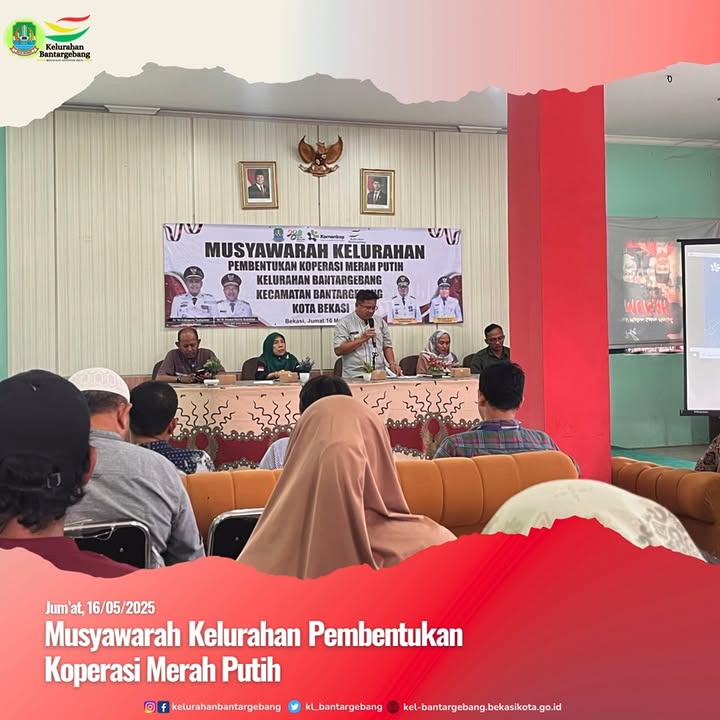 Kelurahan
Bantargebang
Kemenkop
MUSYAWARAH KELURAHAN
PEMBENTUKAN KOPERASI MERAH PUTIH
KELURAHAN BANTARGEBANG
KECAMATAN BANTARGEBANG
KOTA BEKASI
Bekasi, Jumat 16
Jum'at, 16/05/2025
Musyawarah Kelurahan Pembentukan
Koperasi Merah Putih
kelurahanbantargebang kl_bantargebang kel-bantargebang.bekasikota.go.id